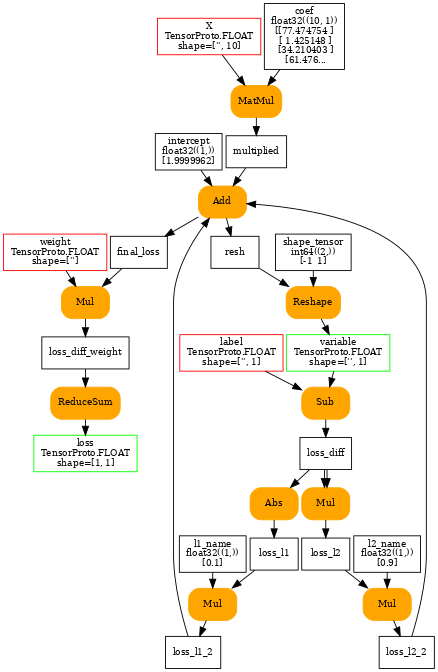 X
TensorProto.FLOAT
shape=['', 10]
coef
float32((10, 1))
[[77.474754 ]
[ 1.425148 ]
[34.210403 ]
[61.476...
MatMul
intercept
float32((1,))
[1.9999962]
multiplied
Add
weight
TensorProto.FLOAT
shape=['']
final_loss
resh
shape_tensor
int64((2,))
[-1 1]
Mul
Reshape
loss_diff_weight
label
TensorProto.FLOAT
shape=['', 1]
variable
TensorProto.FLOAT
shape=['', 1]
ReduceSum
Sub
loss
TensorProto.FLOAT
shape=[1, 1]
loss_diff
Abs
Mul
l1_name
float32((1,))
[0.1]
loss_l1
loss_l2
l2_name
float32((1,))
[0.9]
Mul
Mul
loss_l1_2
loss_l2_2